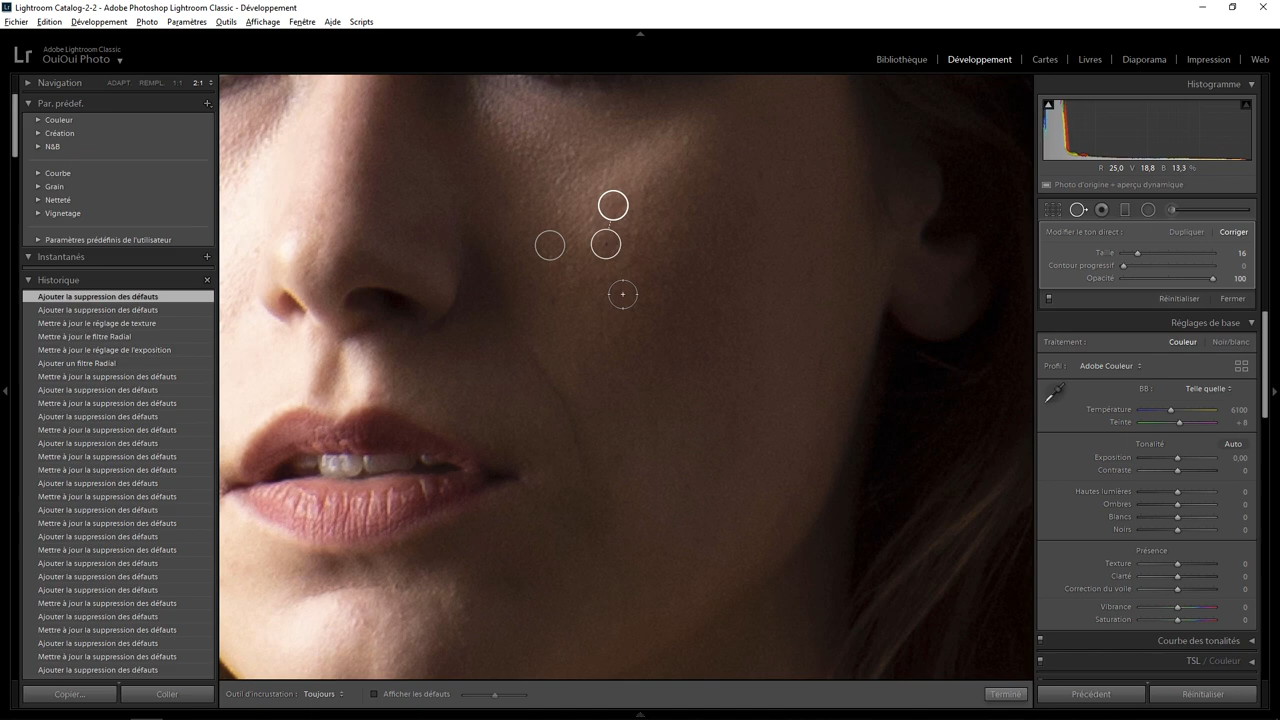 Lightroom Catalog-2-2 - Adobe Photoshop Lightroom Classic - Développement
Fichier Edition Développement Photo Paramètres Outils Affichage Fenêtre Aide Scripts
Lr Adobe Lightroom Classic
OuiOui Photo
Bibliothèque Développement Cartes Livres Diaporama Impression Web
Navigation ADAPT. REMPL. 1:1 2:1
Par. prédéf. +
Couleur
Création
N&B
Courbe
Grain
Netteté
Vignetage
Paramètres prédéfinis de l'utilisateur
Instantanés +
Historique ×
Ajouter la suppression des défauts
Ajouter la suppression des défauts
Mettre à jour le réglage de texture
Mettre à jour le filtre Radial
Mettre à jour le réglage de l'exposition
Ajouter un filtre Radial
Mettre à jour la suppression des défauts
Ajouter la suppression des défauts
Mettre à jour la suppression des défauts
Ajouter la suppression des défauts
Mettre à jour la suppression des défauts
Ajouter la suppression des défauts
Mettre à jour la suppression des défauts
Mettre à jour la suppression des défauts
Ajouter la suppression des défauts
Mettre à jour la suppression des défauts
Ajouter la suppression des défauts
Mettre à jour la suppression des défauts
Ajouter la suppression des défauts
Mettre à jour la suppression des défauts
Ajouter la suppression des défauts
Ajouter la suppression des défauts
Ajouter la suppression des défauts
Mettre à jour la suppression des défauts
Ajouter la suppression des défauts
Mettre à jour la suppression des défauts
Ajouter la suppression des défauts
Mettre à jour la suppression des défauts
Ajouter la suppression des défauts
Copier... Coller
Outil d'incrustation : Toujours Afficher les défauts Terminé
Histogramme
R 25,0 V 18,8 B 13,3 %
Photo d'origine + aperçu dynamique
Modifier le ton direct : Dupliquer Corriger
Taille 16
Contour progressif 0
Opacité 100
Réinitialiser Fermer
Réglages de base
Traitement : Couleur Noir/blanc
Profil : Adobe Couleur
BB : Telle quelle
Température 6100
Teinte + 8
Tonalité Auto
Exposition 0,00
Contraste 0
Hautes lumières 0
Ombres 0
Blancs 0
Noirs 0
Présence
Texture 0
Clarté 0
Correction du voile 0
Vibrance 0
Saturation 0
Courbe des tonalités
TSL / Couleur
Précédent Réinitialiser